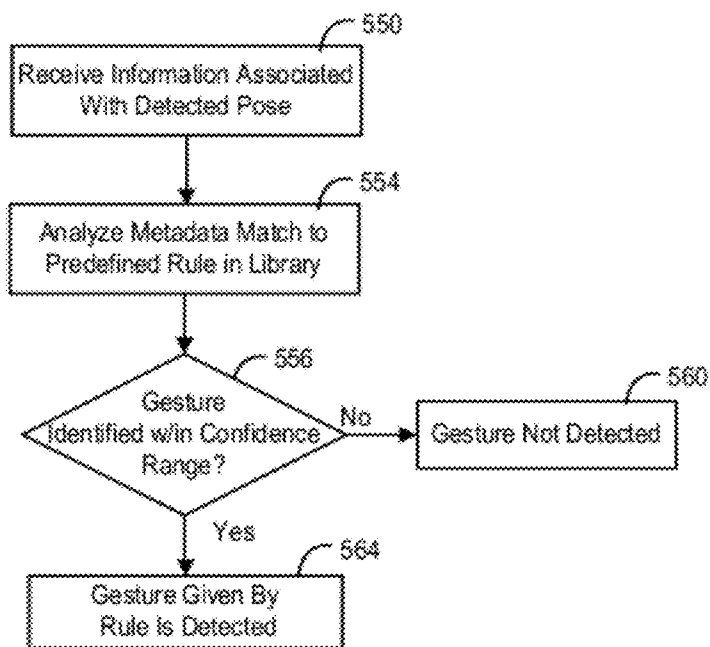 550
Receive Information Associated
With Detected Pose
554
Analyze Metadata Match to
Predefined Rule in Library
556
Gesture
Identified w/in Confidence
Range?
No
560
Gesture Not Detected
Yes
564
Gesture Given By
Rule Is Detected